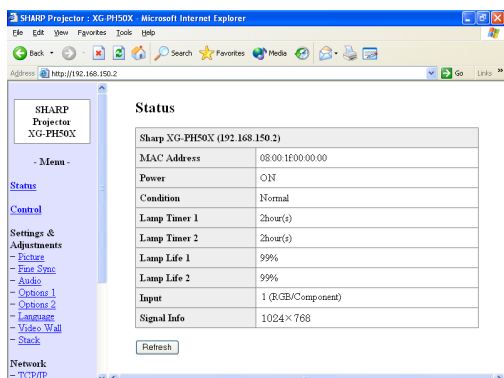 SHARP Projector : XG-PH50X - Microsoft Internet Explorer
File Edit View Favorites Tools Help
Back Search Favorites Media
Address http://192.168.150.2 Go Links »
SHARP
Projector
XG-PH50X
- Menu -
Status
Control
Settings &
Adjustments
– Picture
– Fine Sync
– Audio
– Options 1
– Options 2
– Language
– Video Wall
– Stack
Network
– TCP/IP
Status
Sharp XG-PH50X (192.168.150.2)
MAC Address 08:00:1f:00:00:00
Power ON
Condition Normal
Lamp Timer 1 2hour(s)
Lamp Timer 2 2hour(s)
Lamp Life 1 99%
Lamp Life 2 99%
Input 1 (RGB/Component)
Signal Info 1024×768
Refresh